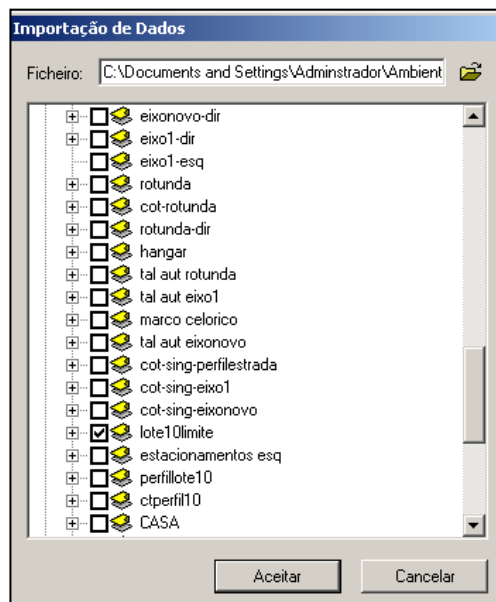 Importação de Dados
Ficheiro: C:\Documents and Settings\Adminstrador\Ambient
eixonovo-dir
eixo1-dir
eixo1-esq
rotunda
cot-rotunda
rotunda-dir
hangar
tal aut rotunda
tal aut eixo1
marco celorico
tal aut eixonovo
cot-sing-perfilestrada
cot-sing-eixo1
cot-sing-eixonovo
lote10limite
estacionamentos esq
perfillote10
ctperfil10
CASA
Aceitar Cancelar